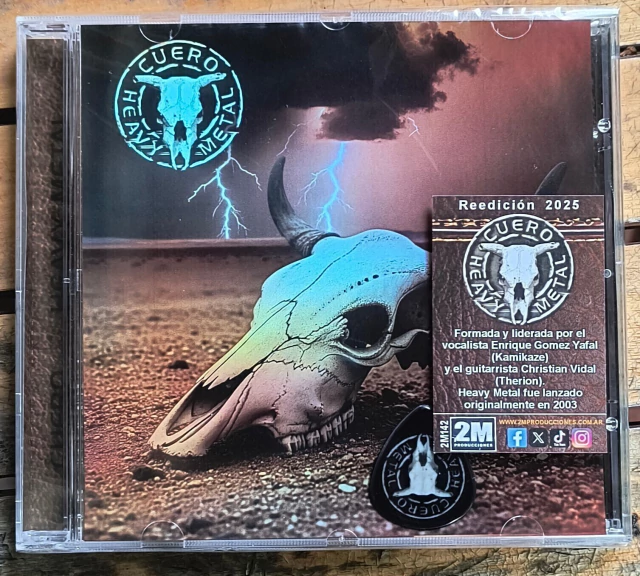 CUERO
HEAVY METAL
Reedición 2025
CUERO
HEAVY METAL
Formada y liderada por el
vocalista Enrique Gomez Yafal
(Kamikaze)
y el guitarrista Christian Vidal
(Therion).
Heavy Metal fue lanzado
originalmente en 2003
2M142
2M
PRODUCCIONES
WWW.2MPRODUCCIONES.COM.AR
CUERO
HEAVY METAL